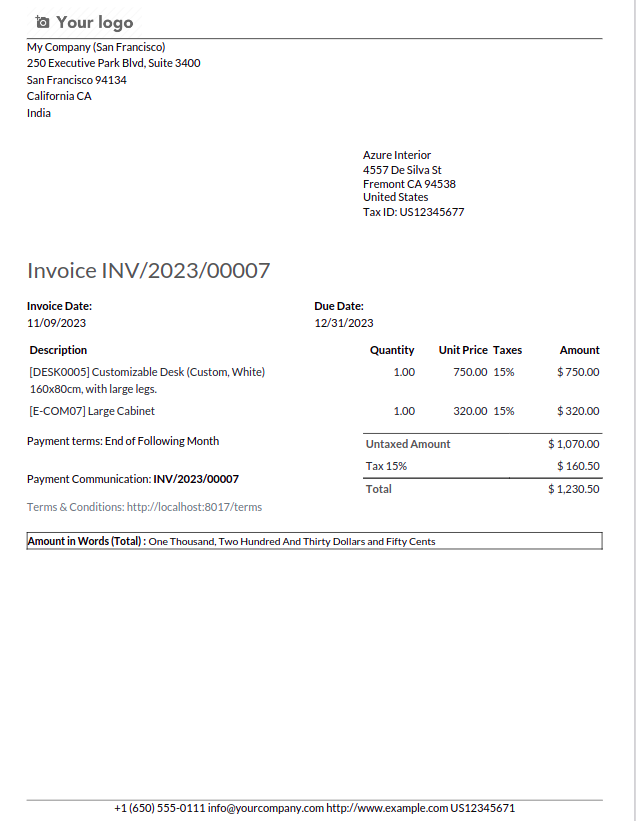 Your logo
My Company (San Francisco)
250 Executive Park Blvd, Suite 3400
San Francisco 94134
California CA
India
Azure Interior
4557 De Silva St
Fremont CA 94538
United States
Tax ID: US12345677
Invoice INV/2023/00007
Invoice Date: Due Date:
11/09/2023 12/31/2023
Description Quantity Unit Price Taxes Amount
[DESK0005] Customizable Desk (Custom, White) 1.00 750.00 15% $ 750.00
160x80cm, with large legs.
[E-COM07] Large Cabinet 1.00 320.00 15% $ 320.00
Payment terms: End of Following Month
Untaxed Amount $ 1,070.00
Tax 15% $ 160.50
Payment Communication: INV/2023/00007
Total $ 1,230.50
Terms & Conditions: http://localhost:8017/terms
Amount in Words (Total) : One Thousand, Two Hundred And Thirty Dollars and Fifty Cents
+1 (650) 555-0111 info@yourcompany.com http://www.example.com US12345671